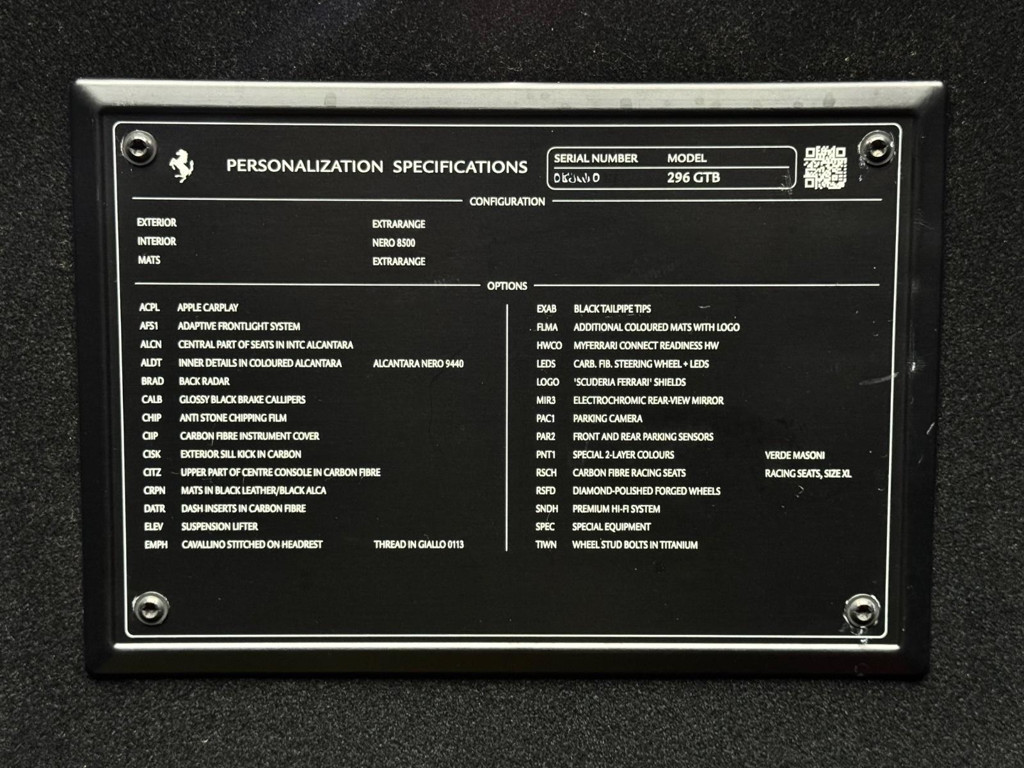 PERSONALIZATION SPECIFICATIONS
SERIAL NUMBER MODEL
296 GTB
CONFIGURATION
EXTERIOR EXTRARANGE
INTERIOR NERO 8500
MATS EXTRARANGE
OPTIONS
ACPL APPLE CARPLAY
AFS1 ADAPTIVE FRONTLIGHT SYSTEM
ALCN CENTRAL PART OF SEATS IN INTC ALCANTARA
ALDT INNER DETAILS IN COLOURED ALCANTARA ALCANTARA NERO 9440
BRAD BACK RADAR
CALB GLOSSY BLACK BRAKE CALLIPERS
CHIP ANTI STONE CHIPPING FILM
CIIP CARBON FIBRE INSTRUMENT COVER
CISK EXTERIOR SILL KICK IN CARBON
CITZ UPPER PART OF CENTRE CONSOLE IN CARBON FIBRE
CRPN MATS IN BLACK LEATHER/BLACK ALCA
DATR DASH INSERTS IN CARBON FIBRE
ELEV SUSPENSION LIFTER
EMPH CAVALLINO STITCHED ON HEADREST THREAD IN GIALLO 0113
EXAB BLACK TAILPIPE TIPS
FLMA ADDITIONAL COLOURED MATS WITH LOGO
HWCO MYFERRARI CONNECT READINESS HW
LEDS CARB. FIB. STEERING WHEEL + LEDS
LOGO 'SCUDERIA FERRARI' SHIELDS
MIR3 ELECTROCHROMIC REAR-VIEW MIRROR
PAC1 PARKING CAMERA
PAR2 FRONT AND REAR PARKING SENSORS
PNT1 SPECIAL 2-LAYER COLOURS VERDE MASONI
RSCH CARBON FIBRE RACING SEATS RACING SEATS, SIZE XL
RSFD DIAMOND-POLISHED FORGED WHEELS
SNDH PREMIUM HI-FI SYSTEM
SPEC SPECIAL EQUIPMENT
TIWN WHEEL STUD BOLTS IN TITANIUM